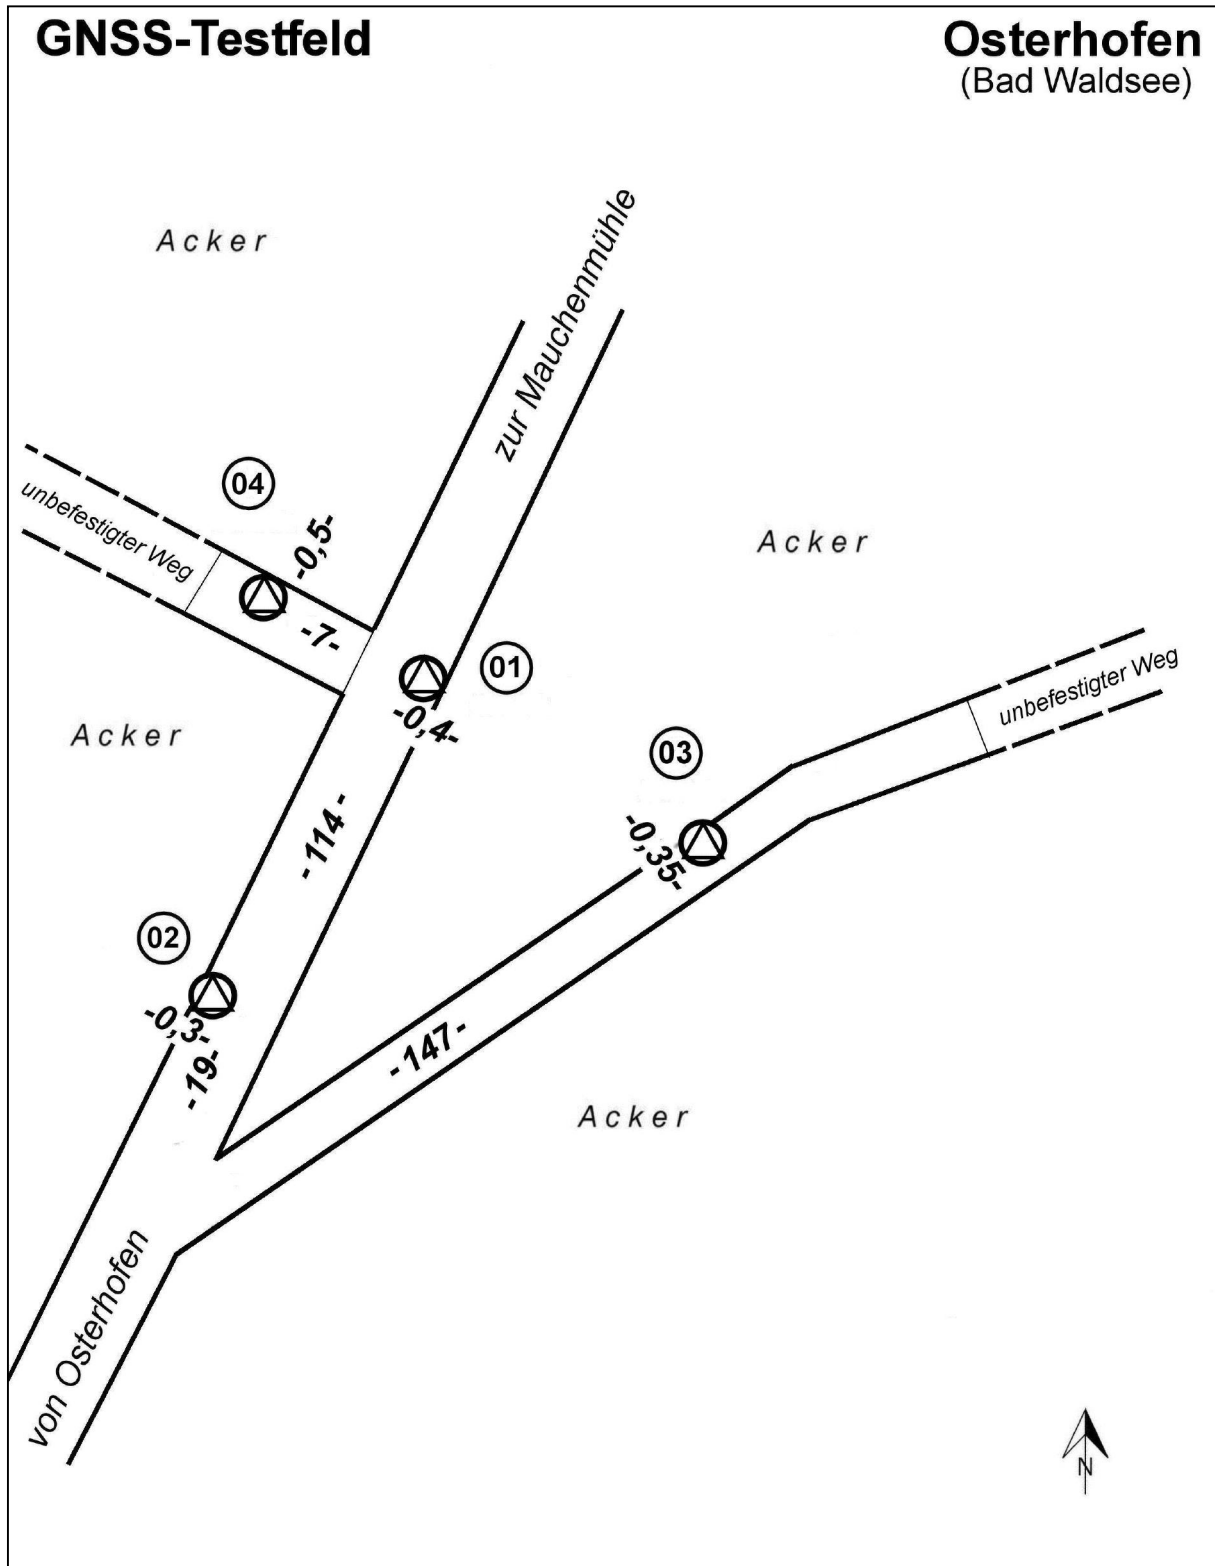 GNSS-Testfeld
Osterhofen
(Bad Waldsee)
Acker
zur Mauchenmühle
04
unbefestigter Weg
-0,5-
-7-
Acker
01
-0,4-
Acker
03
unbefestigter Weg
-0,35-
-114-
02
-0,3-
-19-
-147-
Acker
von Osterhofen
N